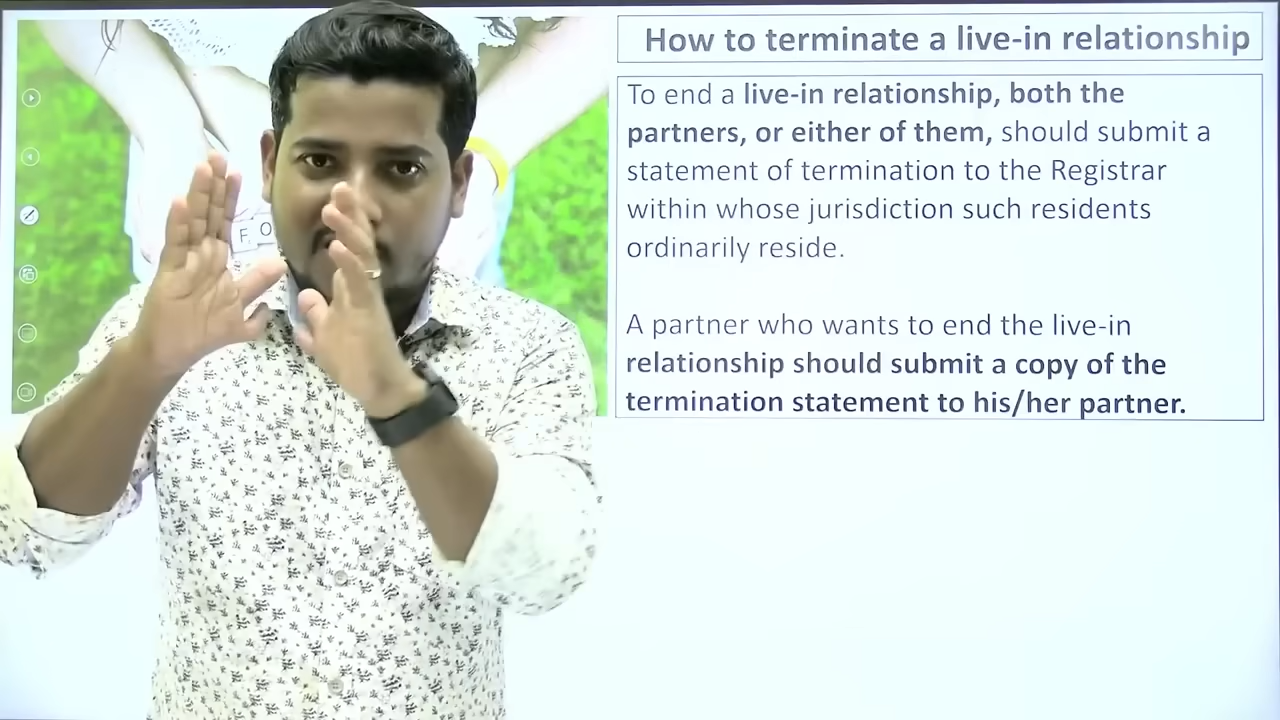 How to terminate a live-in relationship
To end a live-in relationship, both the
partners, or either of them, should submit a
statement of termination to the Registrar
within whose jurisdiction such residents
ordinarily reside.
A partner who wants to end the live-in
relationship should submit a copy of the
termination statement to his/her partner.
F O